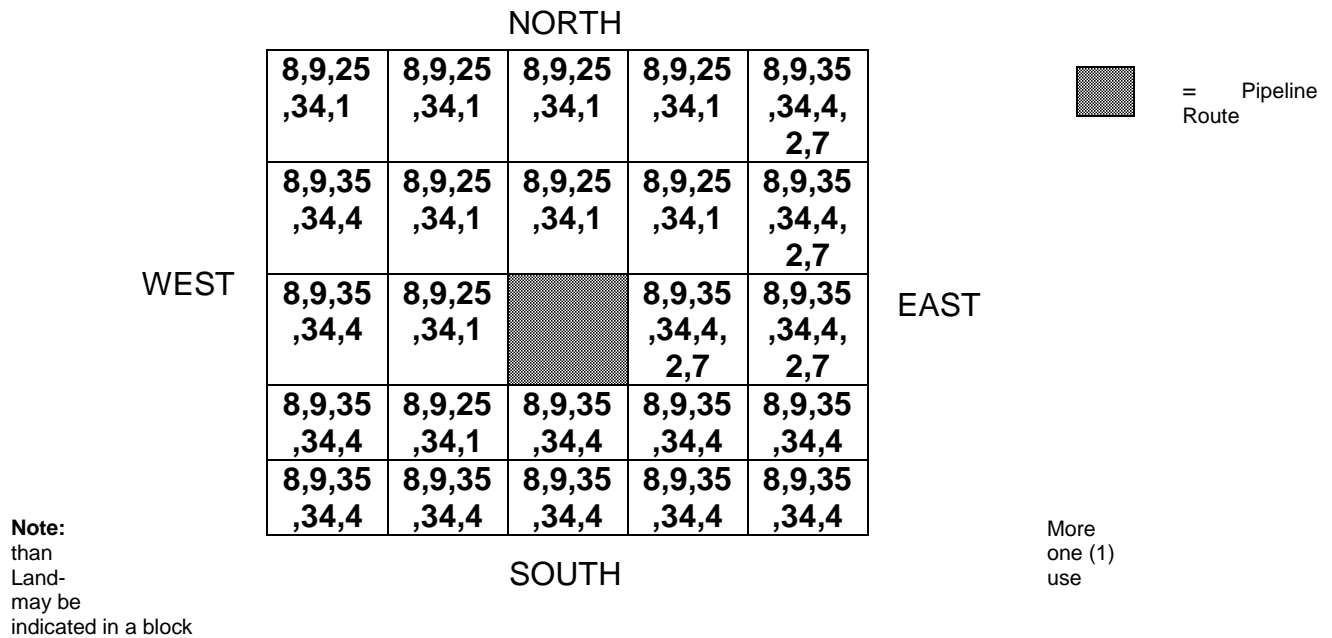 NORTH
8,9,25 8,9,25 8,9,25 8,9,25 8,9,35
,34,1 ,34,1 ,34,1 ,34,1 ,34,4,
2,7
= Pipeline
Route
8,9,35 8,9,25 8,9,25 8,9,25 8,9,35
,34,4 ,34,1 ,34,1 ,34,1 ,34,4,
2,7
WEST
8,9,35 8,9,25 8,9,35 8,9,35
,34,4 ,34,1 ,34,4, ,34,4,
2,7 2,7
EAST
8,9,35 8,9,25 8,9,35 8,9,35 8,9,35
,34,4 ,34,1 ,34,4 ,34,4 ,34,4
8,9,35 8,9,35 8,9,35 8,9,35 8,9,35
,34,4 ,34,4 ,34,4 ,34,4 ,34,4
SOUTH
Note: More
than one (1)
Land- use
may be
indicated in a block